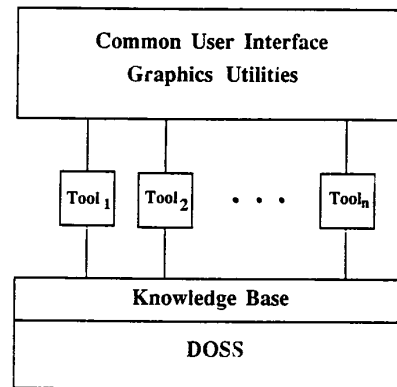 Common User Interface
Graphics Utilities
Tool1 Tool2 . . . Tooln
Knowledge Base
DOSS